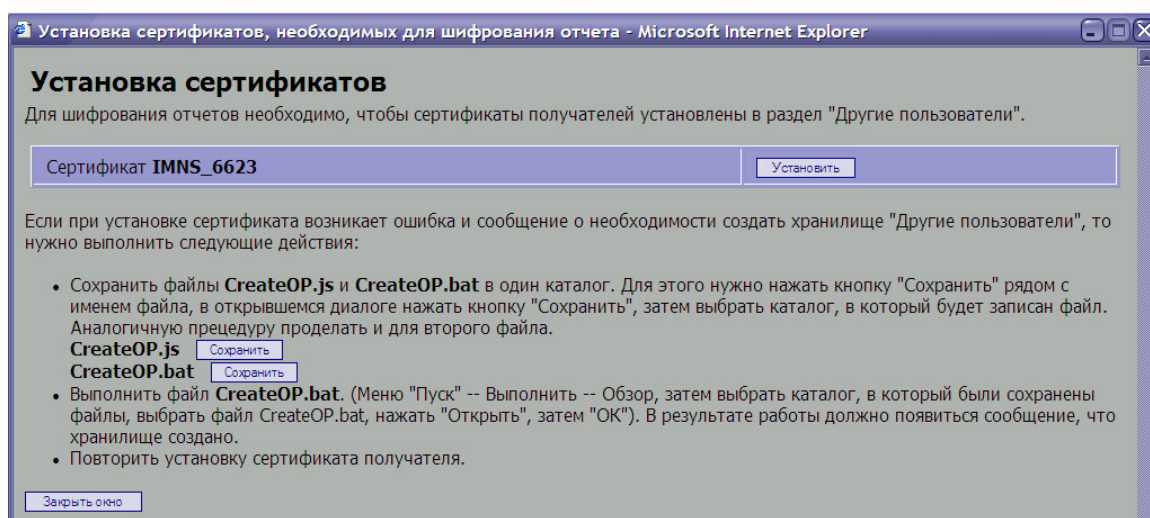 Установка сертификатов, необходимых для шифрования отчета - Microsoft Internet Explorer
Установка сертификатов
Для шифрования отчетов необходимо, чтобы сертификаты получателей установлены в раздел "Другие пользователи".
Сертификат IMNS_6623 Установить
Если при установке сертификата возникает ошибка и сообщение о необходимости создать хранилище "Другие пользователи", то
нужно выполнить следующие действия:
• Сохранить файлы CreateOP.js и CreateOP.bat в один каталог. Для этого нужно нажать кнопку "Сохранить" рядом с
именем файла, в открывшемся диалоге нажать кнопку "Сохранить", затем выбрать каталог, в который будет записан файл.
Аналогичную прецедуру проделать и для второго файла.
CreateOP.js Сохранить
CreateOP.bat Сохранить
• Выполнить файл CreateOP.bat. (Меню "Пуск" -- Выполнить -- Обзор, затем выбрать каталог, в который были сохранены
файлы, выбрать файл CreateOP.bat, нажать "Открыть", затем "ОК"). В результате работы должно появиться сообщение, что
хранилище создано.
• Повторить установку сертификата получателя.
Закрыть окно